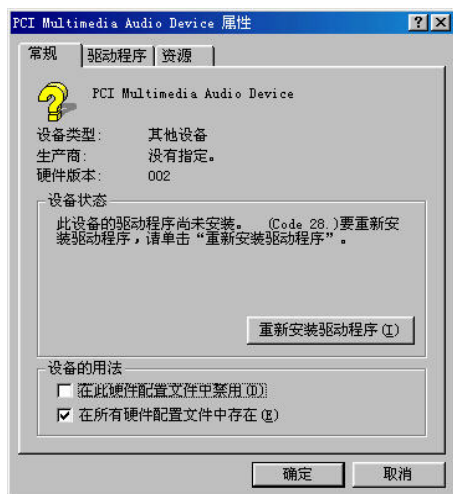 PCI Multimedia Audio Device 属性
常规 驱动程序 资源
PCI Multimedia Audio Device
设备类型: 其他设备
生产商: 没有指定。
硬件版本: 002
设备状态
此设备的驱动程序尚未安装。 (Code 28.)要重新安
装驱动程序，请单击“重新安装驱动程序”。
重新安装驱动程序(I)
设备的用法
在此硬件配置文件中禁用(D)
在所有硬件配置文件中存在(E)
确定 取消